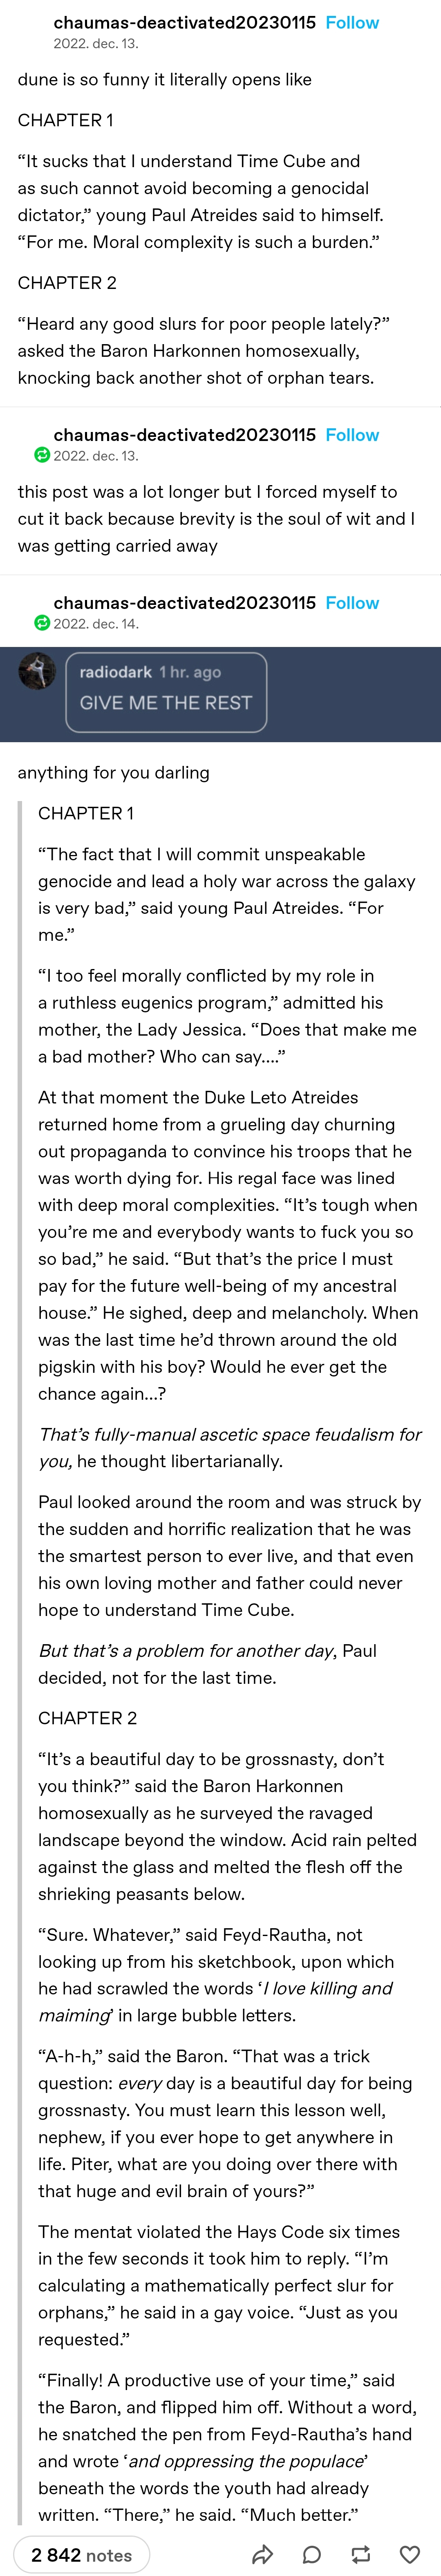 chaumas-deactivated20230115 Follow
2022. dec. 13.
dune is so funny it literally opens like
CHAPTER 1
“It sucks that I understand Time Cube and
as such cannot avoid becoming a genocidal
dictator,” young Paul Atreides said to himself.
“For me. Moral complexity is such a burden.”
CHAPTER 2
“Heard any good slurs for poor people lately?”
asked the Baron Harkonnen homosexually,
knocking back another shot of orphan tears.
chaumas-deactivated20230115 Follow
2022. dec. 13.
this post was a lot longer but I forced myself to
cut it back because brevity is the soul of wit and I
was getting carried away
chaumas-deactivated20230115 Follow
2022. dec. 14.
radiodark 1 hr. ago
GIVE ME THE REST
anything for you darling
CHAPTER 1
“The fact that I will commit unspeakable
genocide and lead a holy war across the galaxy
is very bad,” said young Paul Atreides. “For
me.”
“I too feel morally conflicted by my role in
a ruthless eugenics program,” admitted his
mother, the Lady Jessica. “Does that make me
a bad mother? Who can say....”
At that moment the Duke Leto Atreides
returned home from a grueling day churning
out propaganda to convince his troops that he
was worth dying for. His regal face was lined
with deep moral complexities. “It’s tough when
you’re me and everybody wants to fuck you so
so bad,” he said. “But that’s the price I must
pay for the future well-being of my ancestral
house.” He sighed, deep and melancholy. When
was the last time he’d thrown around the old
pigskin with his boy? Would he ever get the
chance again...?
That’s fully-manual ascetic space feudalism for
you, he thought libertarianally.
Paul looked around the room and was struck by
the sudden and horrific realization that he was
the smartest person to ever live, and that even
his own loving mother and father could never
hope to understand Time Cube.
But that’s a problem for another day, Paul
decided, not for the last time.
CHAPTER 2
“It’s a beautiful day to be grossnasty, don’t
you think?” said the Baron Harkonnen
homosexually as he surveyed the ravaged
landscape beyond the window. Acid rain pelted
against the glass and melted the flesh off the
shrieking peasants below.
“Sure. Whatever,” said Feyd-Rautha, not
looking up from his sketchbook, upon which
he had scrawled the words ‘I love killing and
maiming’ in large bubble letters.
“A-h-h,” said the Baron. “That was a trick
question: every day is a beautiful day for being
grossnasty. You must learn this lesson well,
nephew, if you ever hope to get anywhere in
life. Piter, what are you doing over there with
that huge and evil brain of yours?”
The mentat violated the Hays Code six times
in the few seconds it took him to reply. “I’m
calculating a mathematically perfect slur for
orphans,” he said in a gay voice. “Just as you
requested.”
“Finally! A productive use of your time,” said
the Baron, and flipped him off. Without a word,
he snatched the pen from Feyd-Rautha’s hand
and wrote ‘and oppressing the populace’
beneath the words the youth had already
written. “There,” he said. “Much better.”
2 842 notes